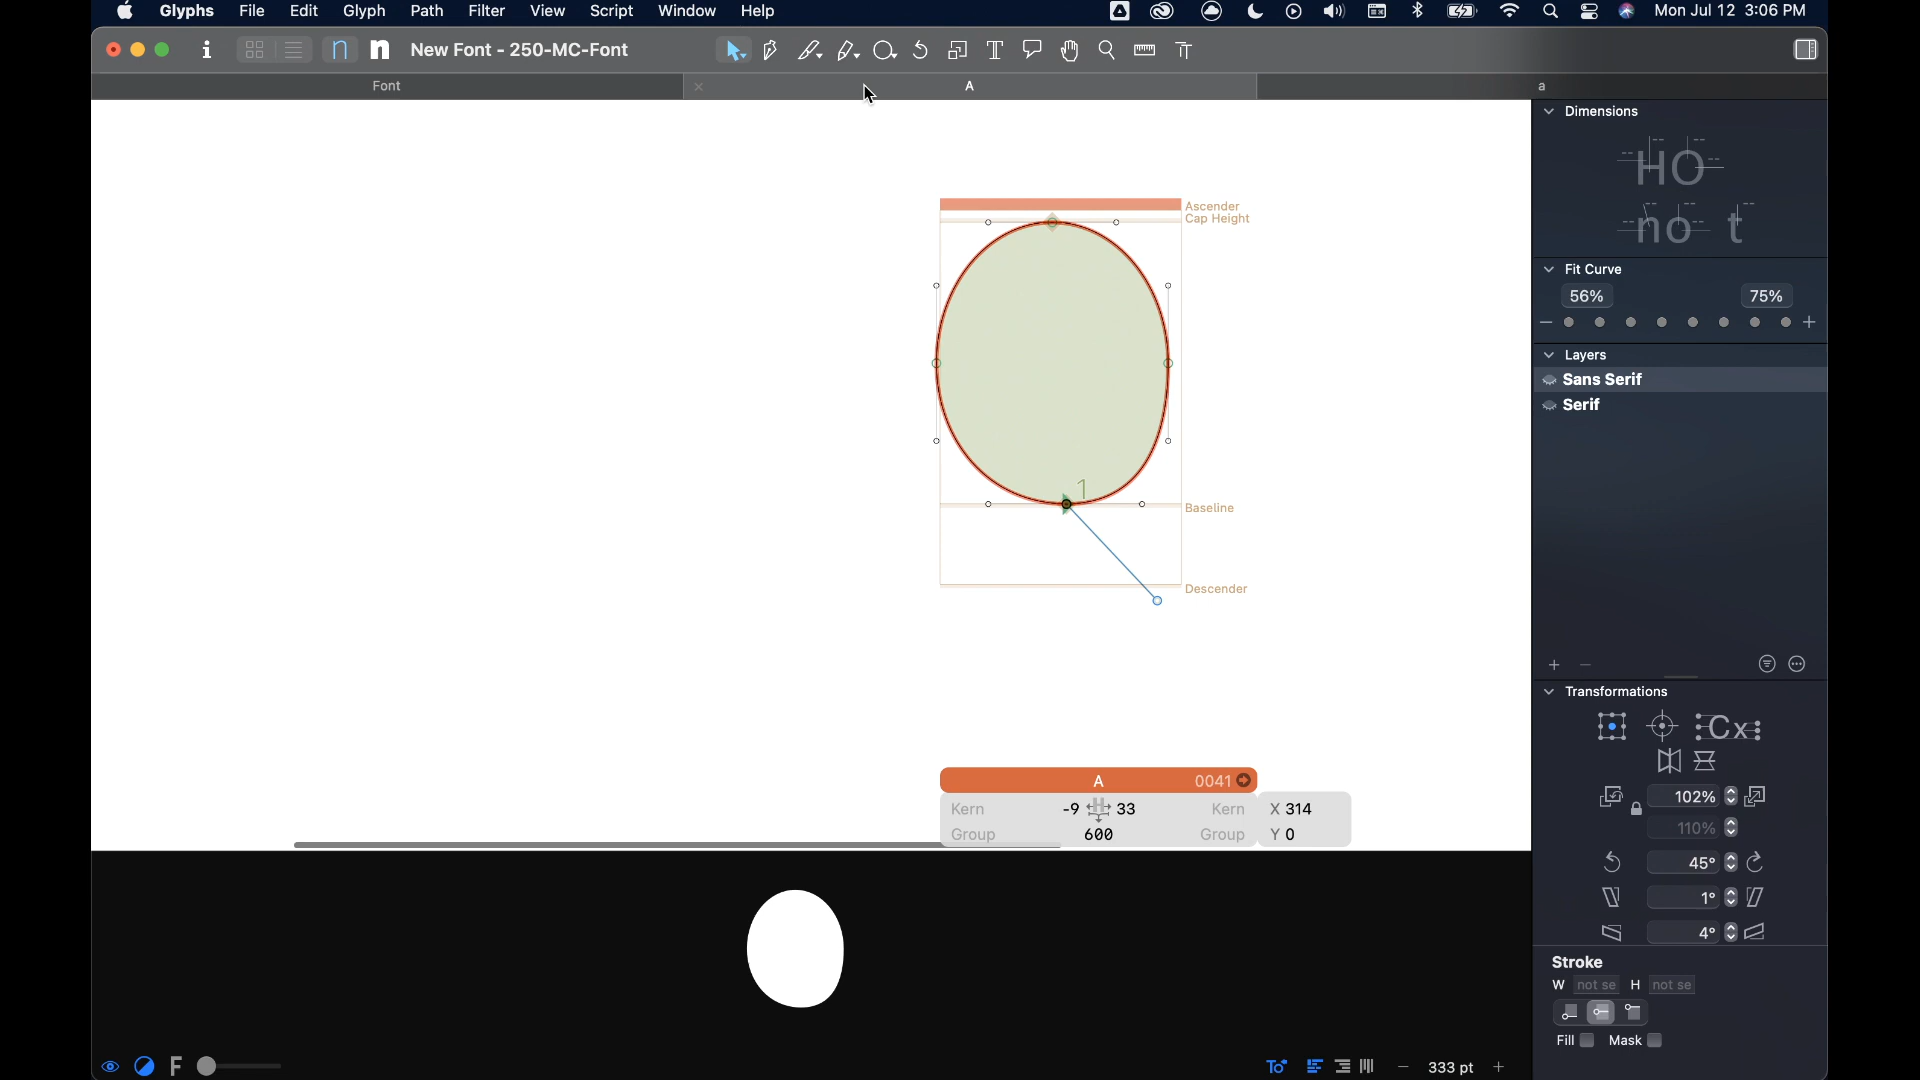 Glyphs File Edit Glyph Path Filter View Script Window Help Mon Jul 12 3:06 PM
New Font - 250-MC-Font
Font A a
Dimensions
HO
no t
Ascender
Cap Height
Fit Curve
56% 75%
Layers
Sans Serif
Serif
1
Baseline
Descender
Transformations
A 0041
Kern -9 33 Kern X 314
Group 600 Group Y 0
102%
110%
45°
1°
4°
Stroke
W not se H not se
Fill Mask
333 pt